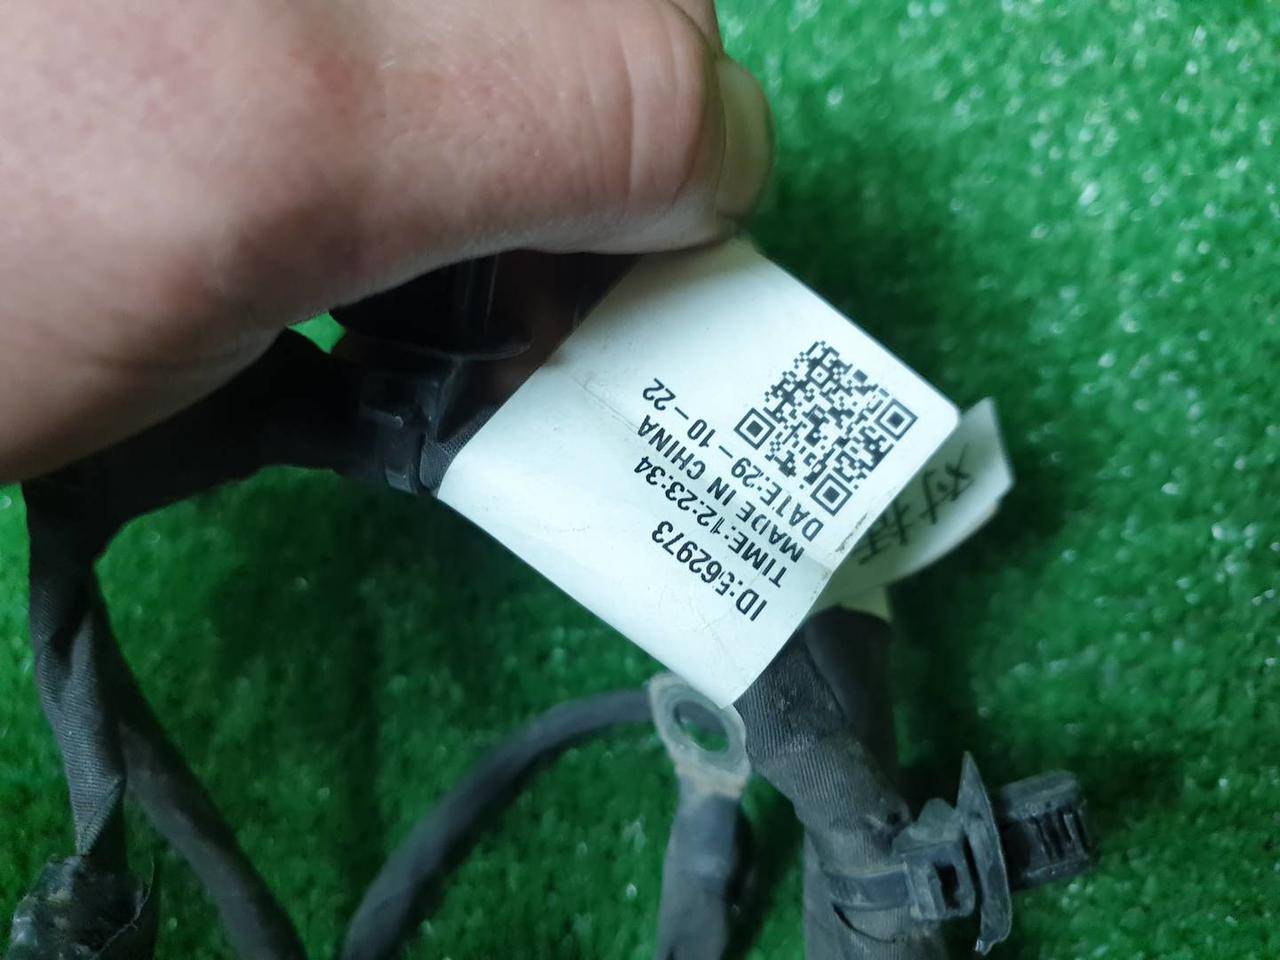 ID:562973
TIME:12:23:34
MADE IN CHINA
DATE:29-10-22